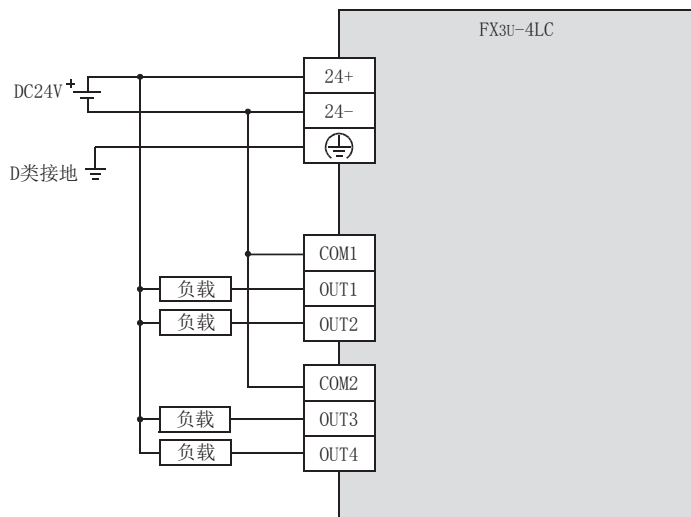 FX3U-4LC
24+
DC24V
+
24-
D类接地
COM1
负载
OUT1
负载
OUT2
COM2
负载
OUT3
负载
OUT4